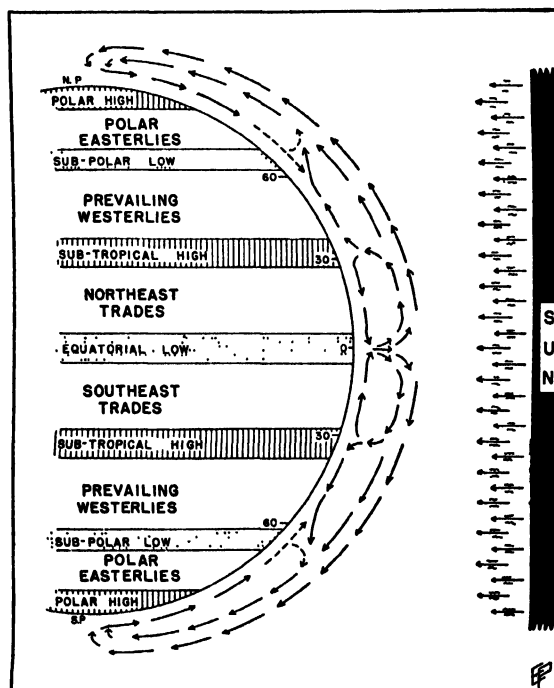 N.P
POLAR HIGH
POLAR
EASTERLIES
SUB-POLAR LOW
60
PREVAILING
WESTERLIES
SUB-TROPICAL HIGH
30
NORTHEAST
TRADES
EQUATORIAL LOW
0
SOUTHEAST
TRADES
30
SUB-TROPICAL HIGH
PREVAILING
WESTERLIES
60
SUB-POLAR LOW
POLAR
EASTERLIES
POLAR HIGH
S.P
S
U
N